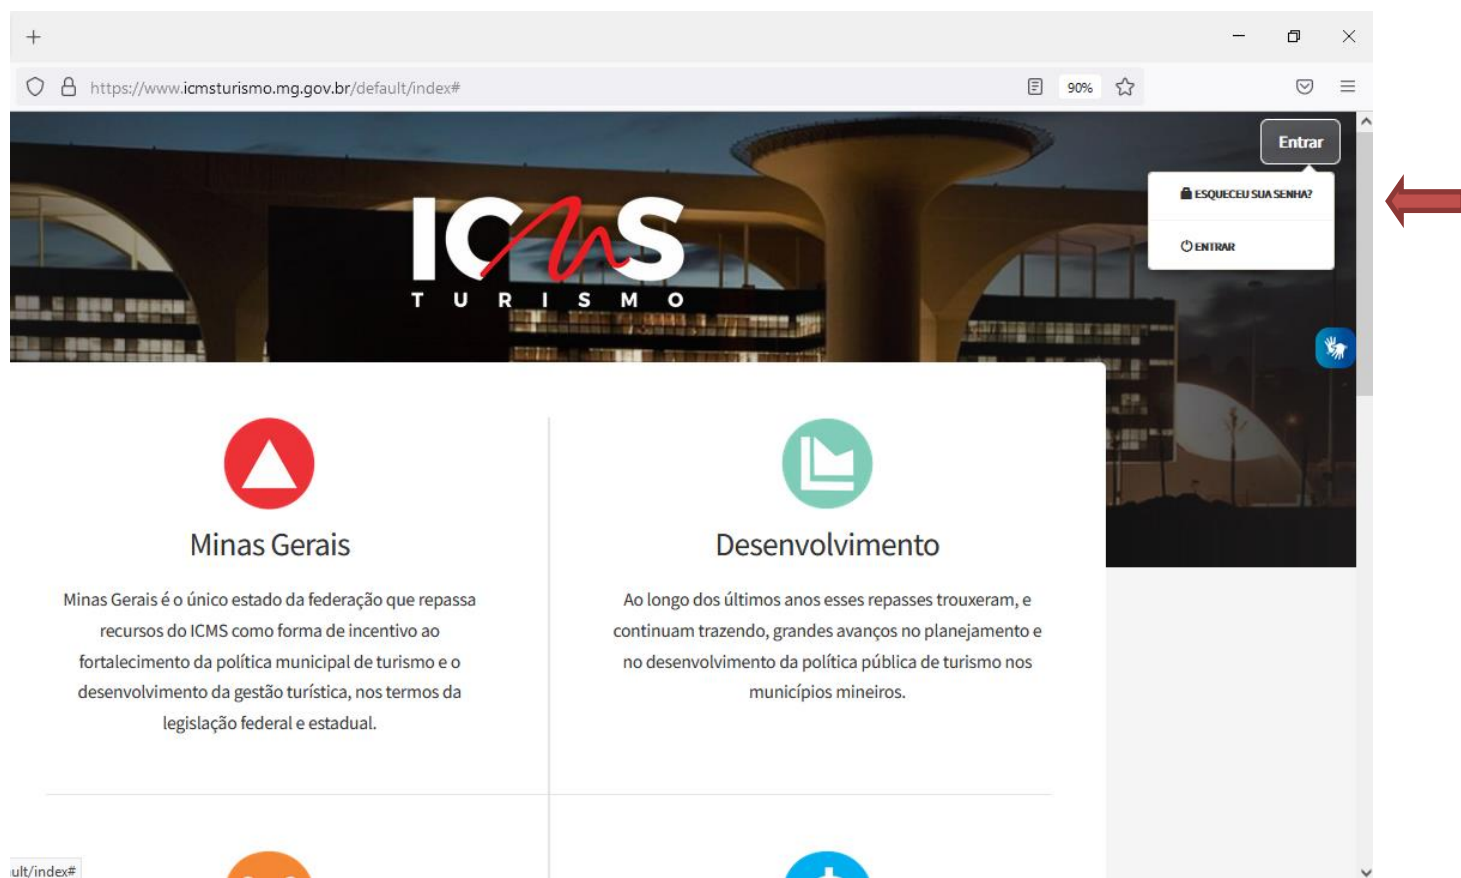 https://www.icmsturismo.mg.gov.br/default/index#
90%
Entrar
ESQUECEU SUA SENHA?
ENTRAR
ICMS
TURISMO
Minas Gerais
Minas Gerais é o único estado da federação que repassa
recursos do ICMS como forma de incentivo ao
fortalecimento da política municipal de turismo e o
desenvolvimento da gestão turística, nos termos da
legislação federal e estadual.
Desenvolvimento
Ao longo dos últimos anos esses repasses trouxeram, e
continuam trazendo, grandes avanços no planejamento e
no desenvolvimento da política pública de turismo nos
municípios mineiros.
ult/index#